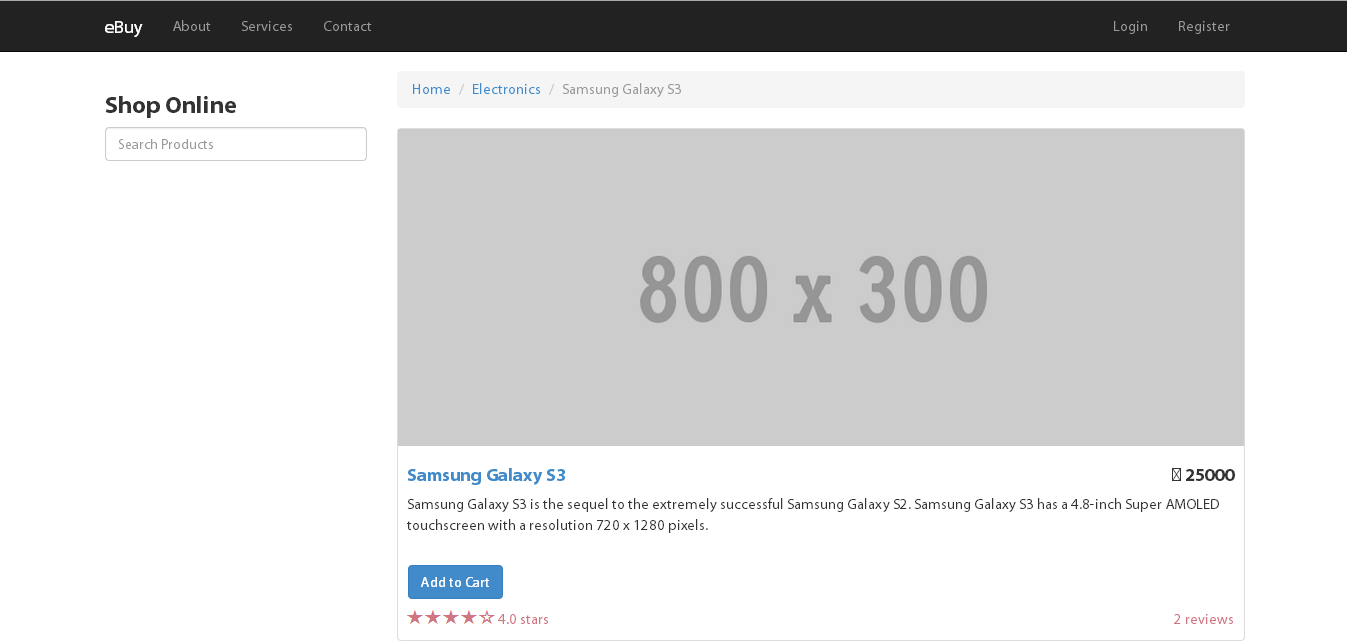 eBuy About Services Contact Login Register
Home / Electronics / Samsung Galaxy S3
Shop Online
Search Products
800 x 300
Samsung Galaxy S3 25000
Samsung Galaxy S3 is the sequel to the extremely successful Samsung Galaxy S2. Samsung Galaxy S3 has a 4.8-inch Super AMOLED
touchscreen with a resolution 720 x 1280 pixels.
Add to Cart
★★★★☆ 4.0 stars 2 reviews